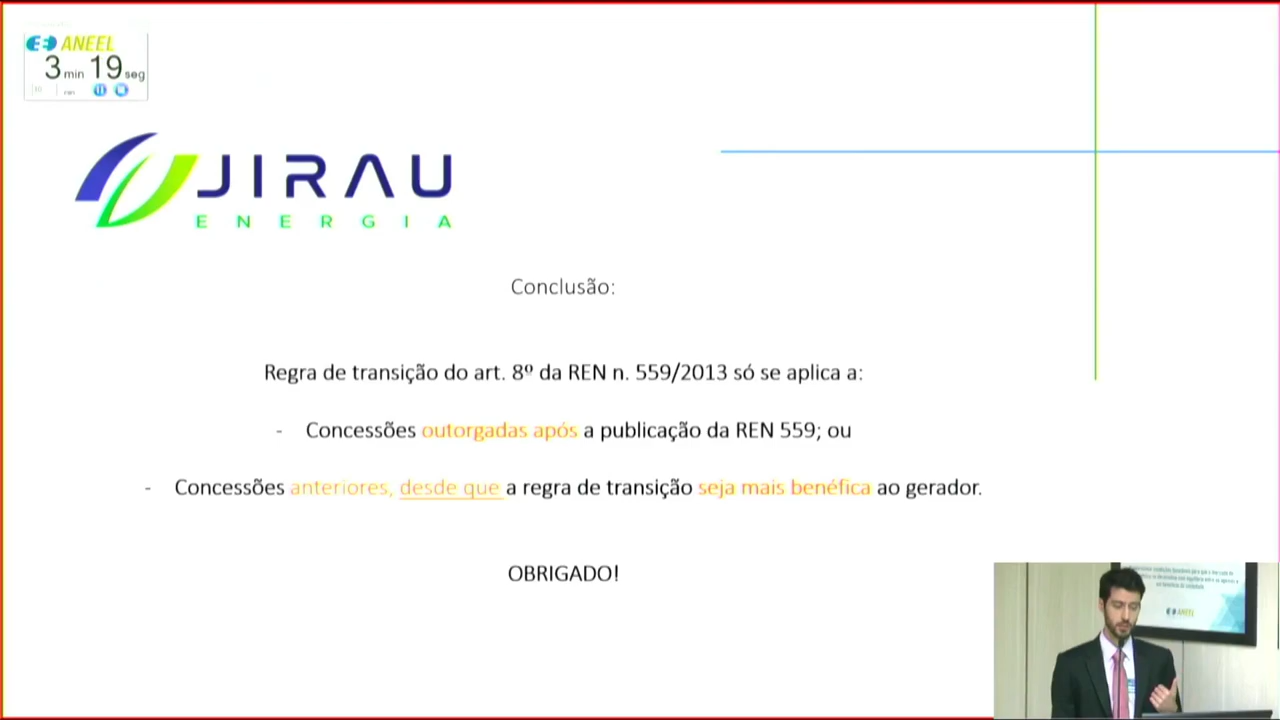 ANEEL
3 min 19 seg
JIRAU
ENERGIA
Conclusão:
Regra de transição do art. 8º da REN n. 559/2013 só se aplica a:
- Concessões outorgadas após a publicação da REN 559; ou
- Concessões anteriores, desde que a regra de transição seja mais benéfica ao gerador.
OBRIGADO!
ANEEL